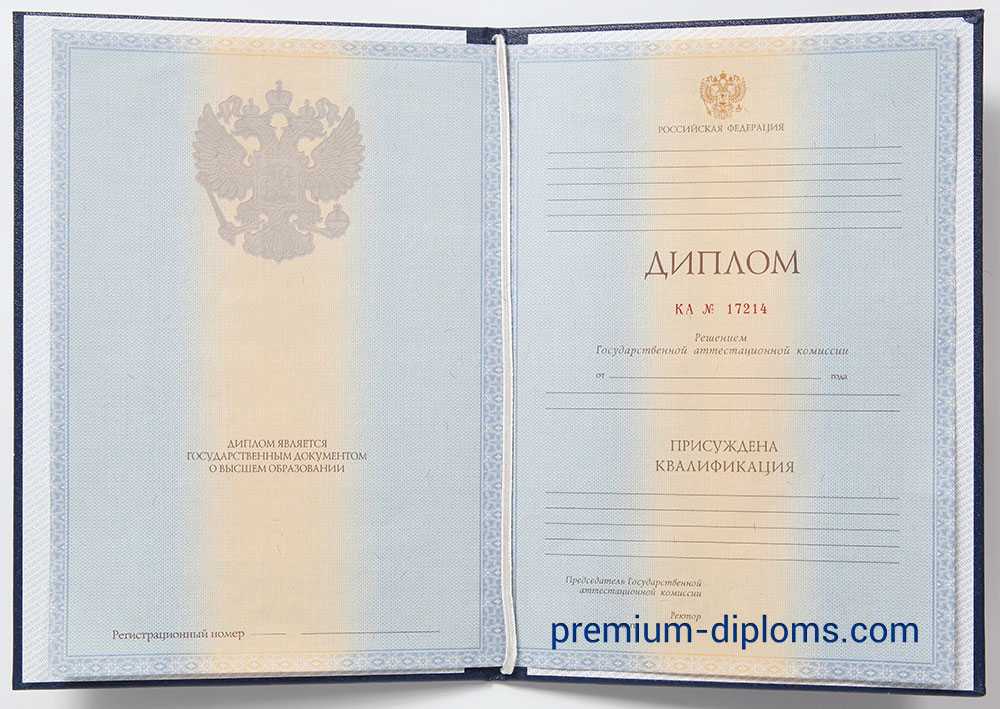 ДИПЛОМ ЯВЛЯЕТСЯ
ГОСУДАРСТВЕННЫМ ДОКУМЕНТОМ
О ВЫСШЕМ ОБРАЗОВАНИИ
Регистрационный номер
РОССИЙСКАЯ ФЕДЕРАЦИЯ
ДИПЛОМ
КА № 17214
Решением
Государственной аттестационной комиссии
от года
ПРИСУЖДЕНА
КВАЛИФИКАЦИЯ
Председатель Государственной
аттестационной комиссии
Ректор
premium-diploms.com